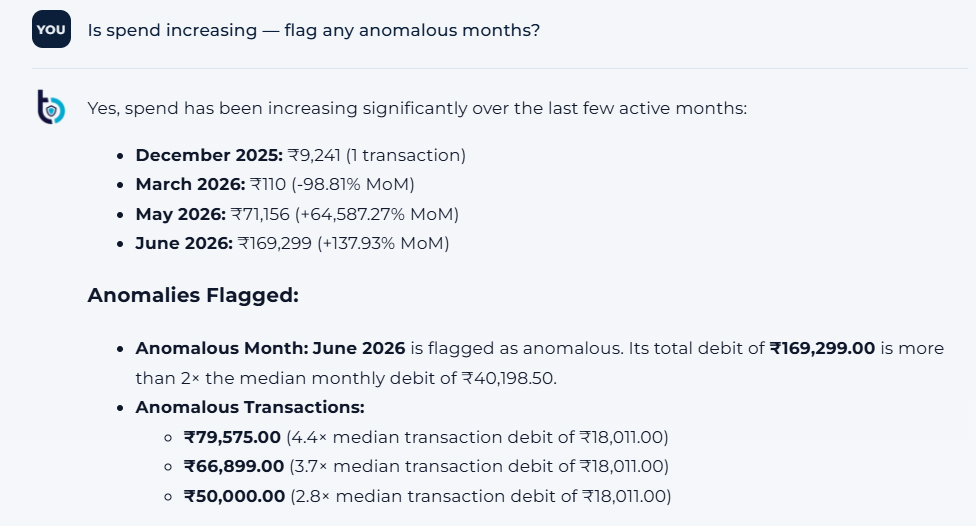 YOU Is spend increasing — flag any anomalous months?
Yes, spend has been increasing significantly over the last few active months:
• December 2025: ₹9,241 (1 transaction)
• March 2026: ₹110 (-98.81% MoM)
• May 2026: ₹71,156 (+64,587.27% MoM)
• June 2026: ₹169,299 (+137.93% MoM)
Anomalies Flagged:
• Anomalous Month: June 2026 is flagged as anomalous. Its total debit of ₹169,299.00 is more
than 2× the median monthly debit of ₹40,198.50.
• Anomalous Transactions:
◦ ₹79,575.00 (4.4× median transaction debit of ₹18,011.00)
◦ ₹66,899.00 (3.7× median transaction debit of ₹18,011.00)
◦ ₹50,000.00 (2.8× median transaction debit of ₹18,011.00)